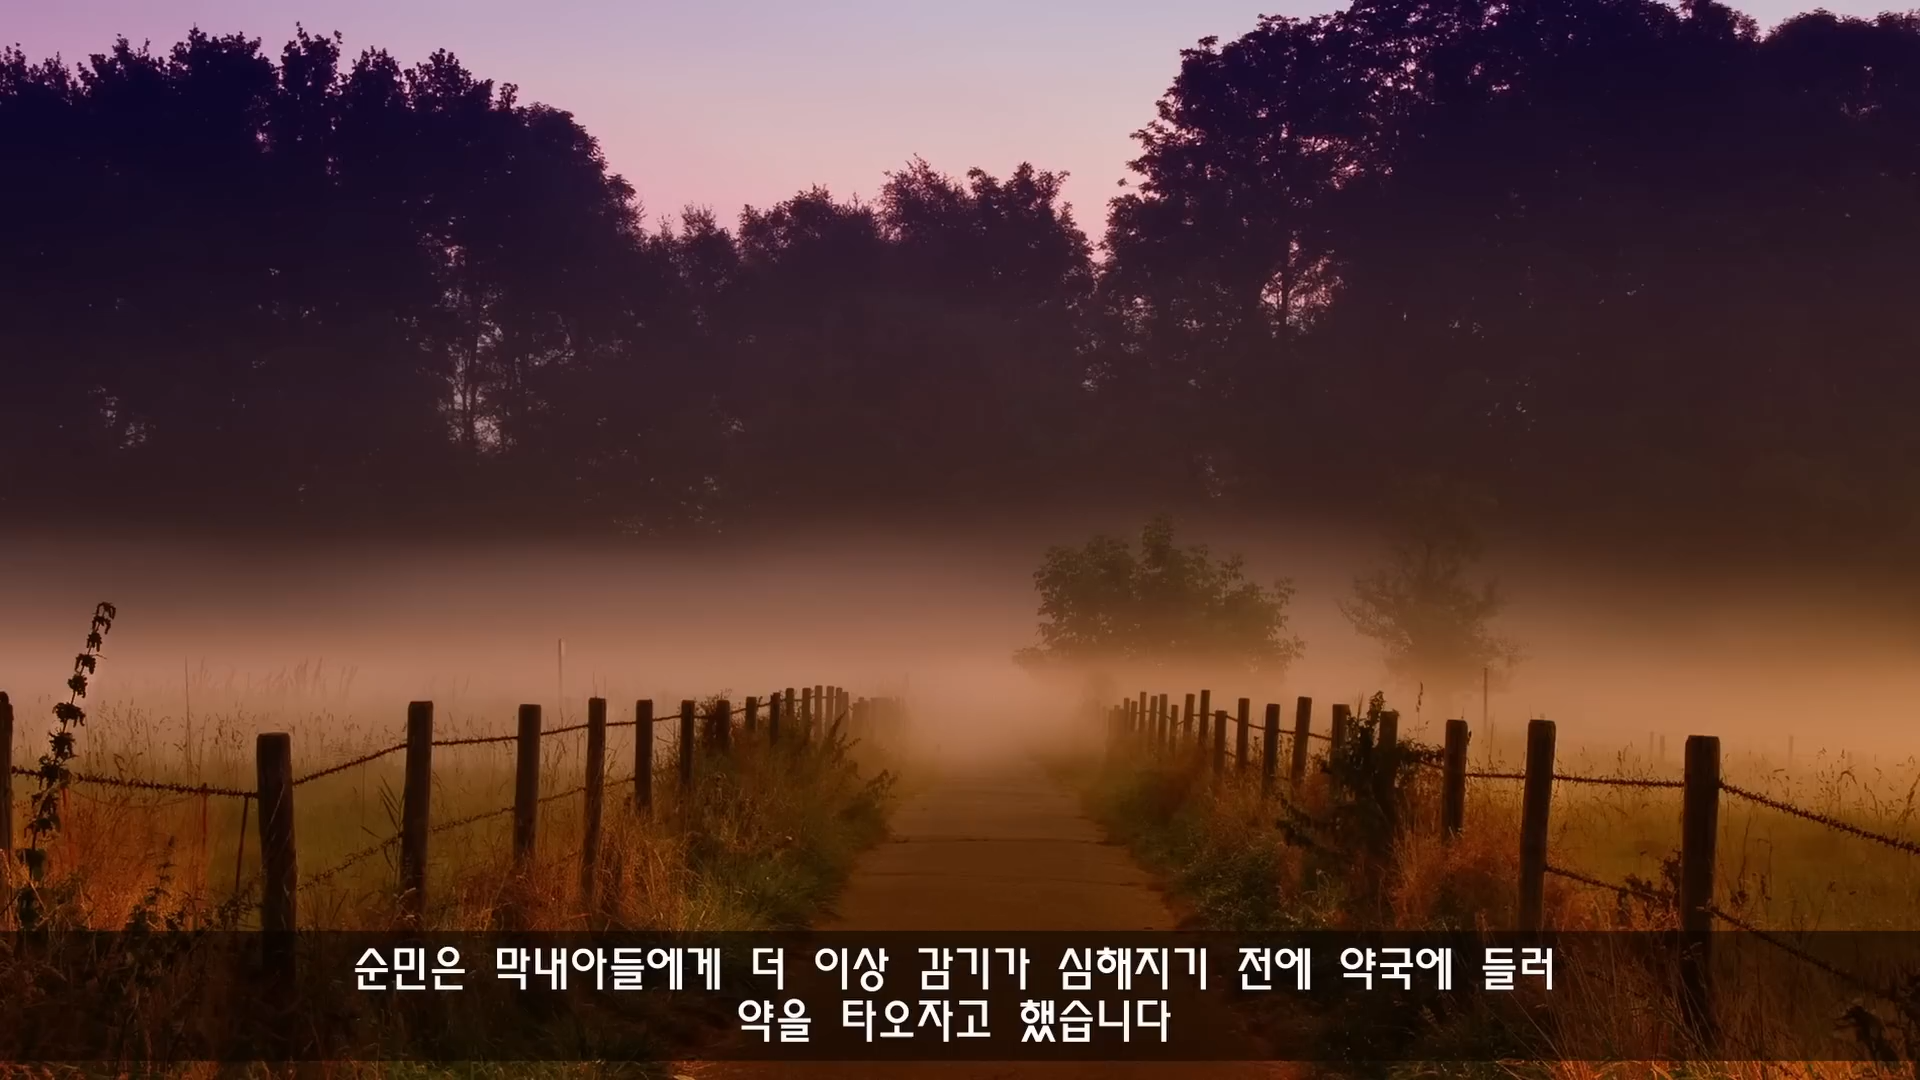 순민은 막내아들에게 더 이상 감기가 심해지기 전에 약국에 들러
약을 타오자고 했습니다